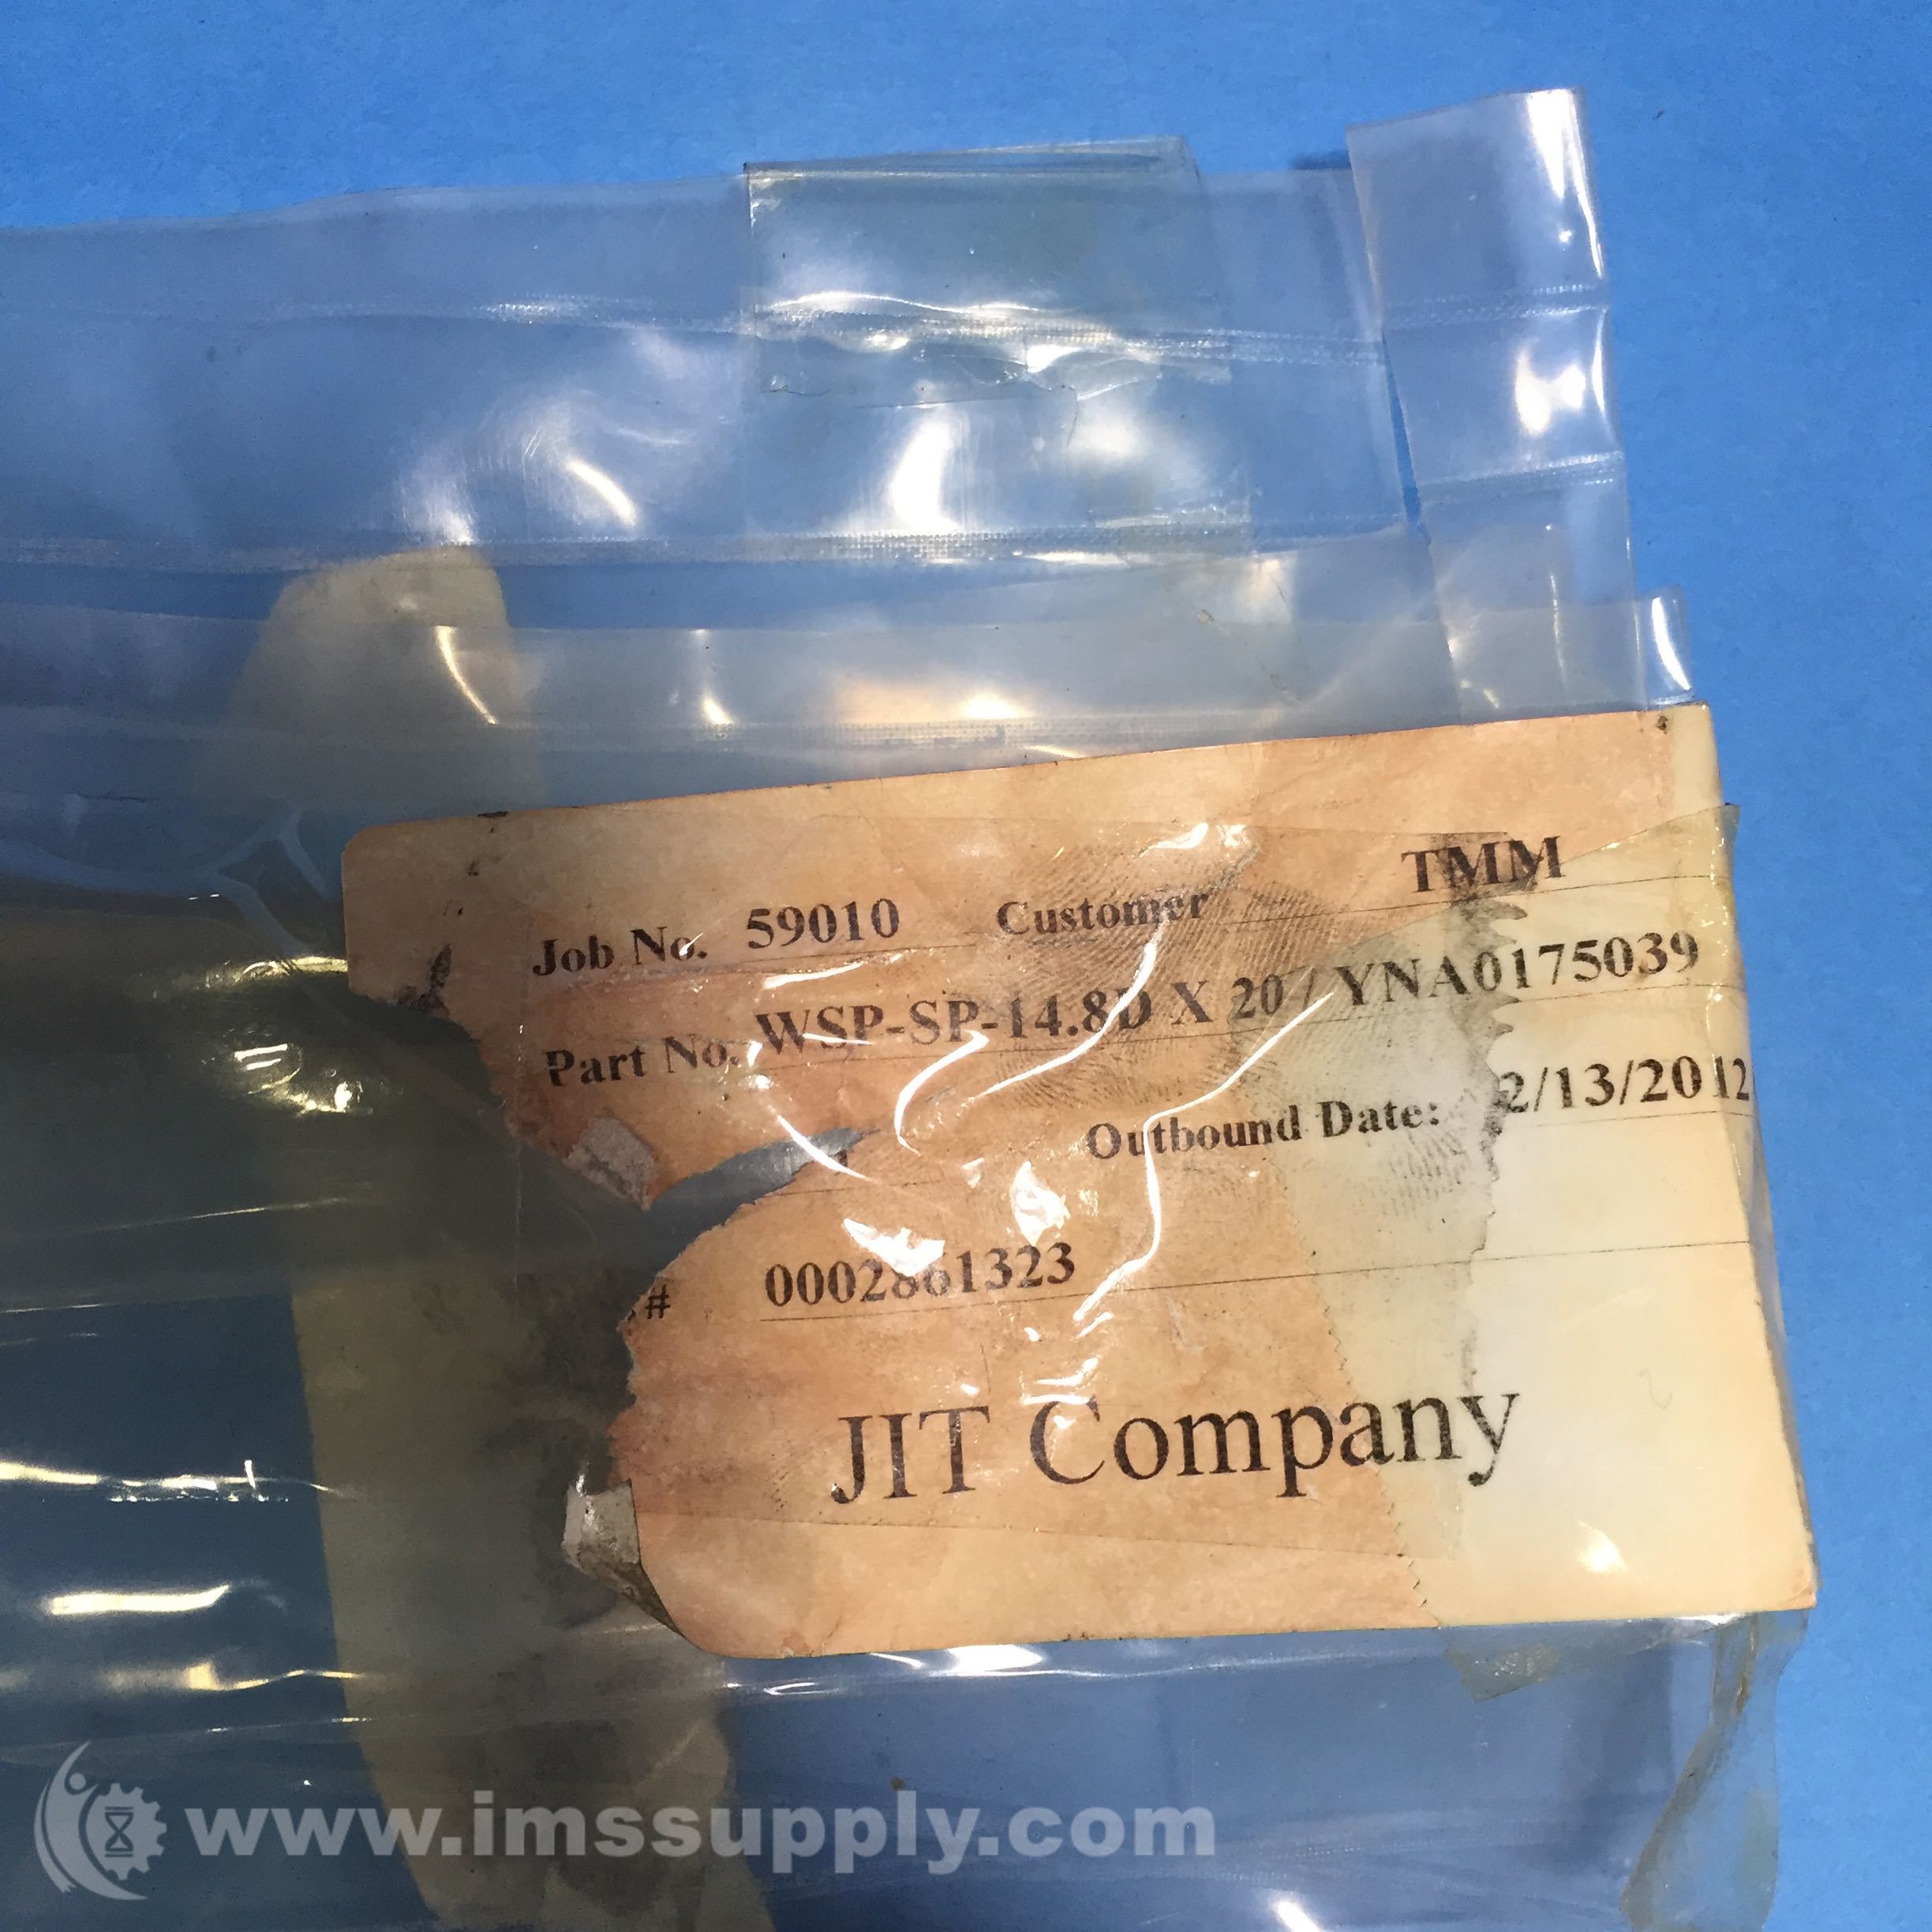 Job No. 59010 Customer TMM
Part No. WSP-SP-14.8D X 20 / YNA0175039
Outbound Date: 2/13/2012
# 0002861323
JIT Company
www.imssupply.com